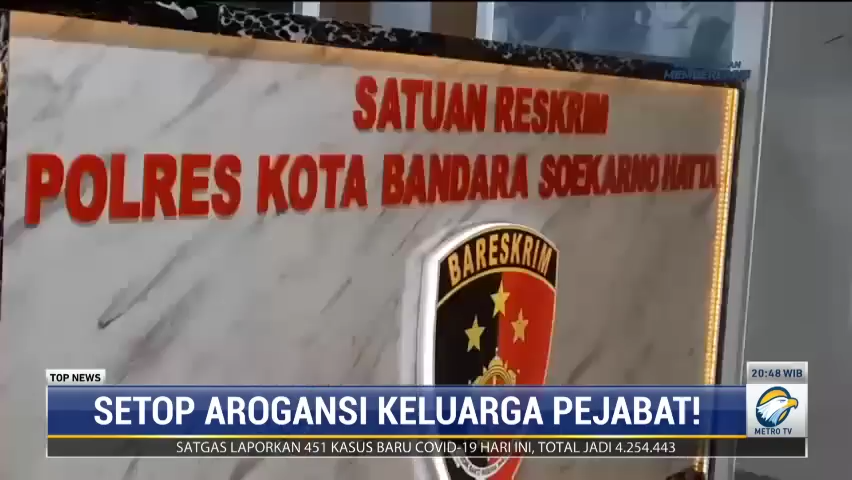 SATUAN RESKRIM
POLRES KOTA BANDARA SOEKARNO HATTA
BARESKRIM
TOP NEWS
20:48 WIB
SETOP AROGANSI KELUARGA PEJABAT!
METRO TV
SATGAS LAPORKAN 451 KASUS BARU COVID-19 HARI INI, TOTAL JADI 4.254.443